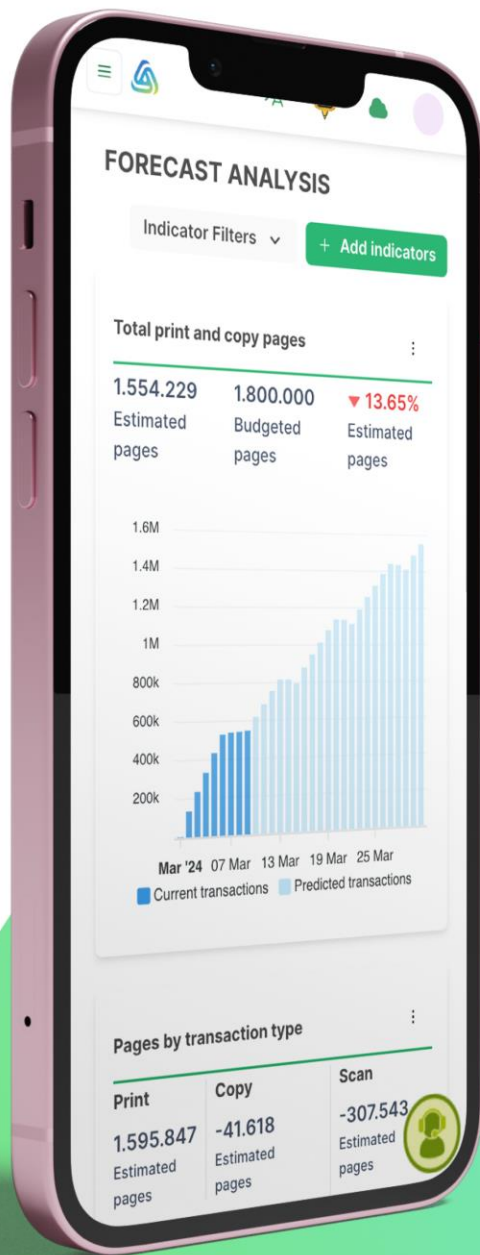 FORECAST ANALYSIS
Indicator Filters
+ Add indicators
Total print and copy pages
1.554.229
Estimated
pages
1.800.000
Budgeted
pages
▼ 13.65%
Estimated
pages
1.6M
1.4M
1.2M
1M
800k
600k
400k
200k
Mar '24 07 Mar 13 Mar 19 Mar 25 Mar
Current transactions Predicted transactions
Pages by transaction type
Print
1.595.847
Estimated
pages
Copy
-41.618
Estimated
pages
Scan
-307.543
Estimated
pages